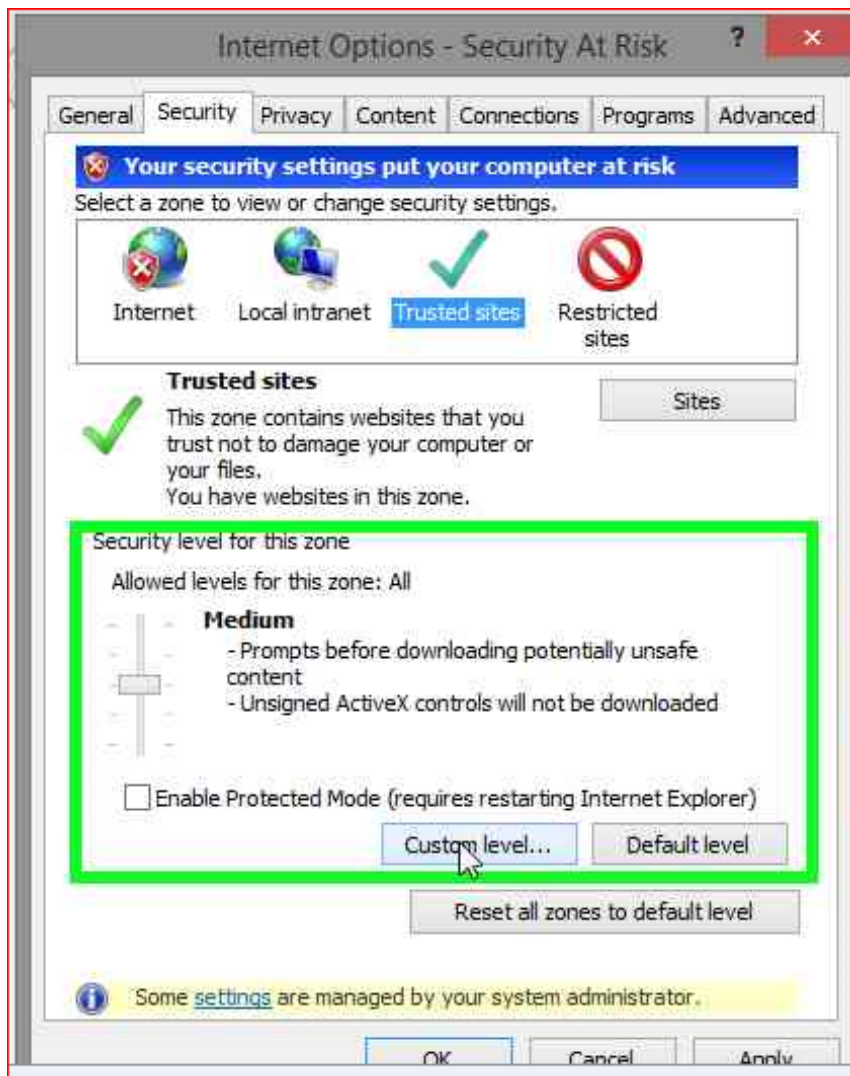 Internet Options - Security At Risk
?
General Security Privacy Content Connections Programs Advanced
Your security settings put your computer at risk
Select a zone to view or change security settings.
Internet Local intranet Trusted sites Restricted sites
Trusted sites
Sites
This zone contains websites that you
trust not to damage your computer or
your files.
You have websites in this zone.
Security level for this zone
Allowed levels for this zone: All
Medium
- Prompts before downloading potentially unsafe
content
- Unsigned ActiveX controls will not be downloaded
Enable Protected Mode (requires restarting Internet Explorer)
Custom level... Default level
Reset all zones to default level
Some settings are managed by your system administrator.
OK Cancel Apply